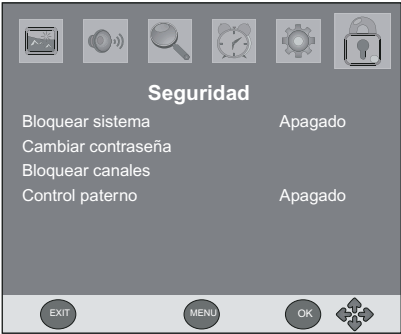 Seguridad
Bloquear sistema Apagado
Cambiar contraseña
Bloquear canales
Control paterno Apagado
EXIT MENU OK